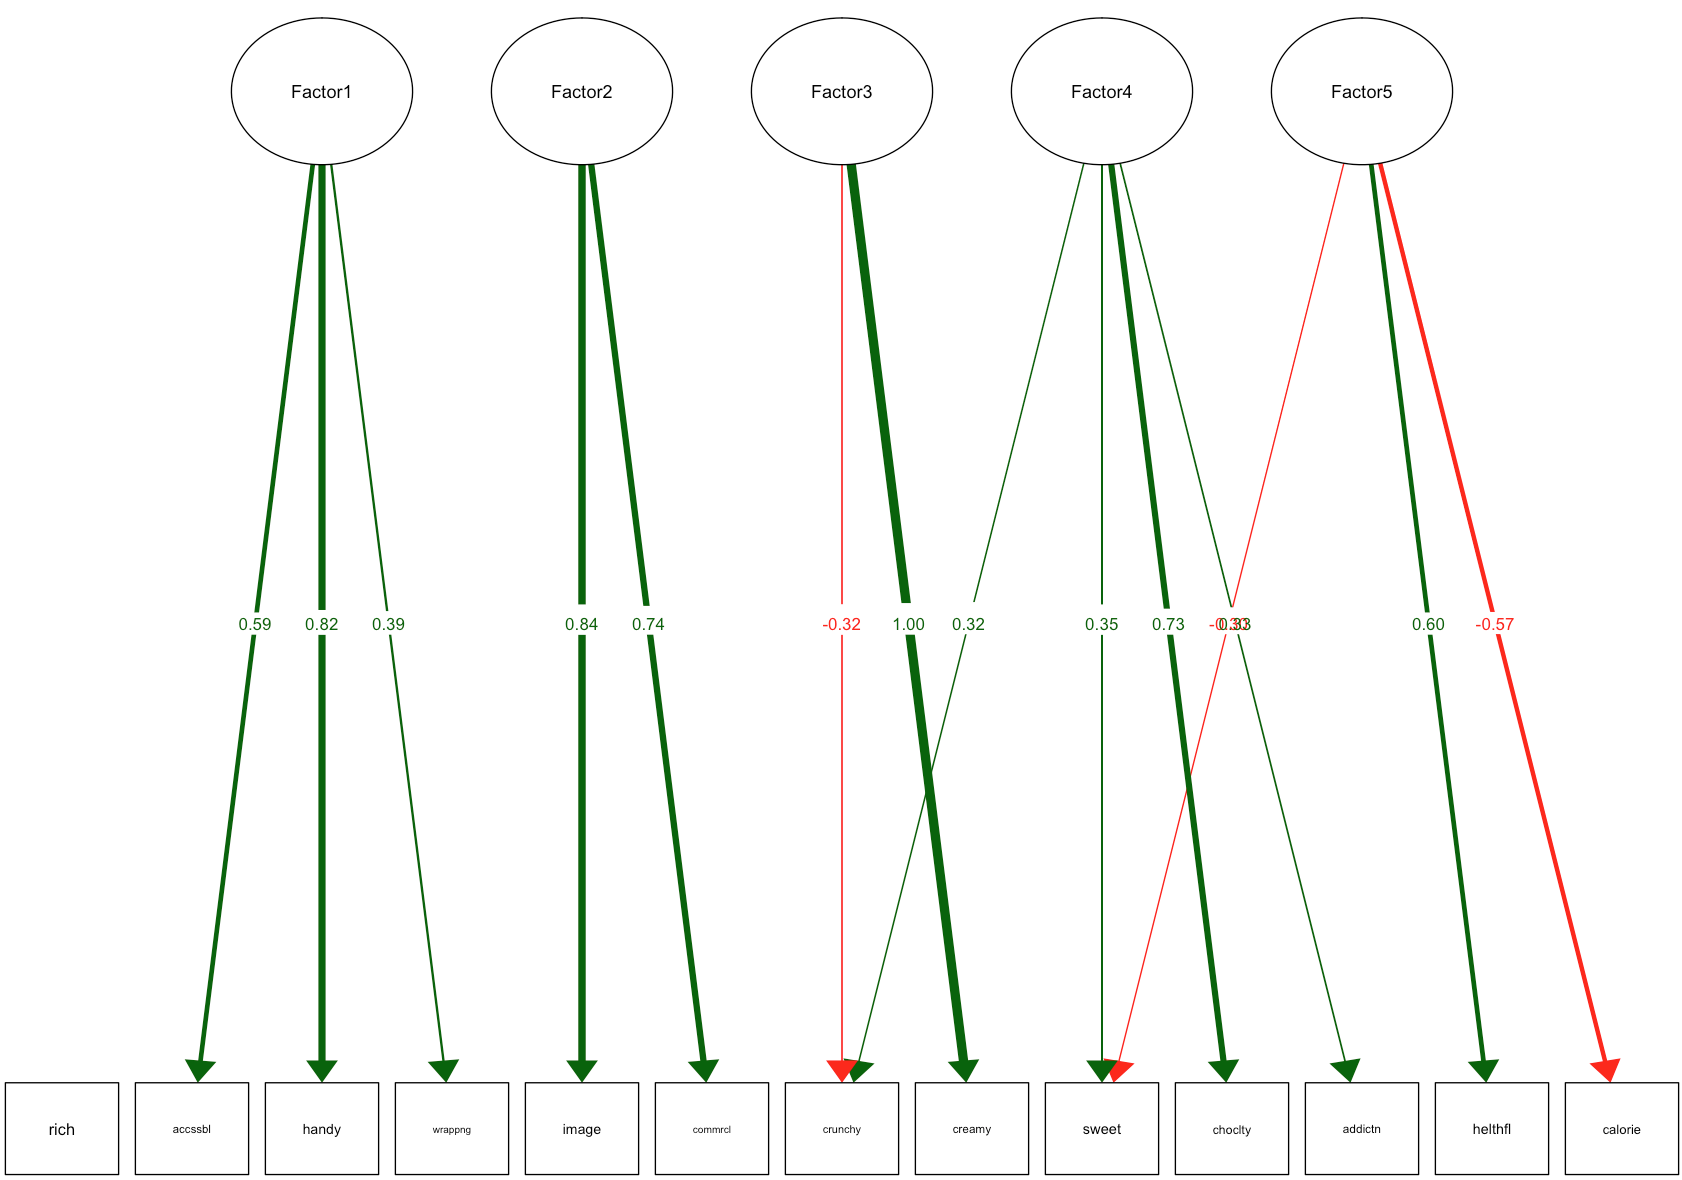 Factor1
Factor2
Factor3
Factor4
Factor5
0.59
0.82
0.39
0.84
0.74
-0.32
1.00
0.32
0.35
0.73
0.33
0.60
-0.57
rich
accssbl
handy
wrappng
image
commrcl
crunchy
creamy
sweet
choclty
addictn
helthfl
calorie